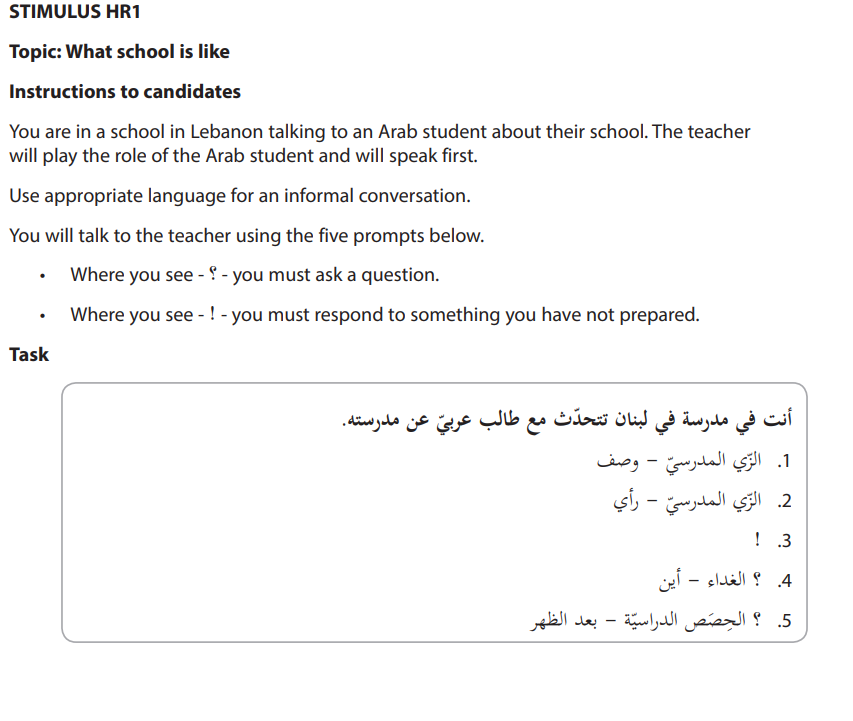 STIMULUS HR1
Topic: What school is like
Instructions to candidates
You are in a school in Lebanon talking to an Arab student about their school. The teacher
will play the role of the Arab student and will speak first.
Use appropriate language for an informal conversation.
You will talk to the teacher using the five prompts below.
• Where you see - ؟ - you must ask a question.
• Where you see - ! - you must respond to something you have not prepared.
Task
أنت في مدرسة في لبنان تتحدّث مع طالب عربيّ عن مدرسته.
1. الزّي المدرسيّ – وصف
2. الزّي المدرسيّ – رأي
3. !
4. ؟ الغداء – أين
5. ؟ الحِصَص الدراسيّة – بعد الظهر